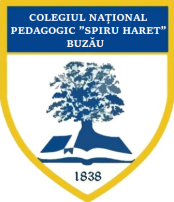 COLEGIUL NAȚIONAL
PEDAGOGIC ”SPIRU HARET”
BUZĂU
1838